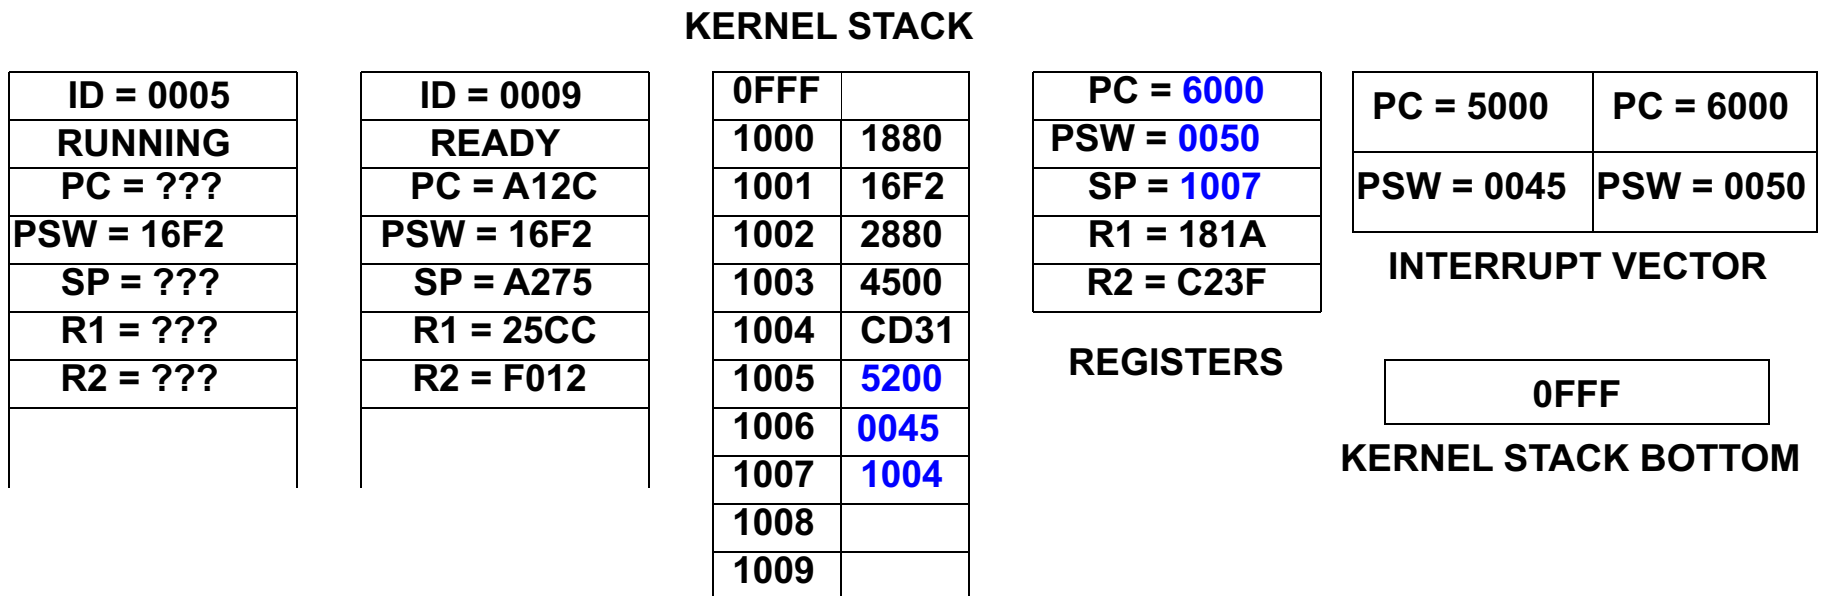 KERNEL STACK
ID = 0005
RUNNING
PC = ???
PSW = 16F2
SP = ???
R1 = ???
R2 = ???
ID = 0009
READY
PC = A12C
PSW = 16F2
SP = A275
R1 = 25CC
R2 = F012
0FFF
1000 1880
1001 16F2
1002 2880
1003 4500
1004 CD31
1005 5200
1006 0045
1007 1004
1008
1009
PC = 6000
PSW = 0050
SP = 1007
R1 = 181A
R2 = C23F
REGISTERS
PC = 5000 PC = 6000
PSW = 0045 PSW = 0050
INTERRUPT VECTOR
0FFF
KERNEL STACK BOTTOM